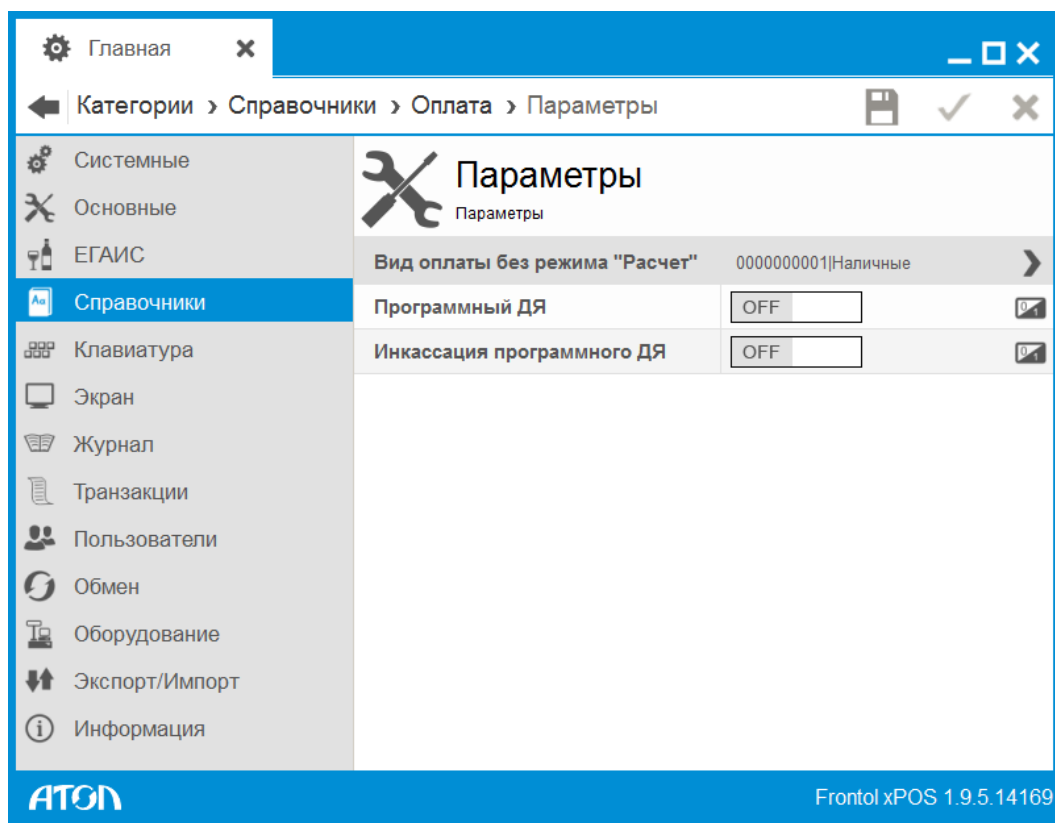 Главная
Категории › Справочники › Оплата › Параметры
Системные
Основные
ЕГАИС
Справочники
Клавиатура
Экран
Журнал
Транзакции
Пользователи
Обмен
Оборудование
Экспорт/Импорт
Информация
Параметры
Параметры
Вид оплаты без режима "Расчет" 0000000001|Наличные
Программный ДЯ OFF
Инкассация программного ДЯ OFF
АТОЛ Frontol xPOS 1.9.5.14169